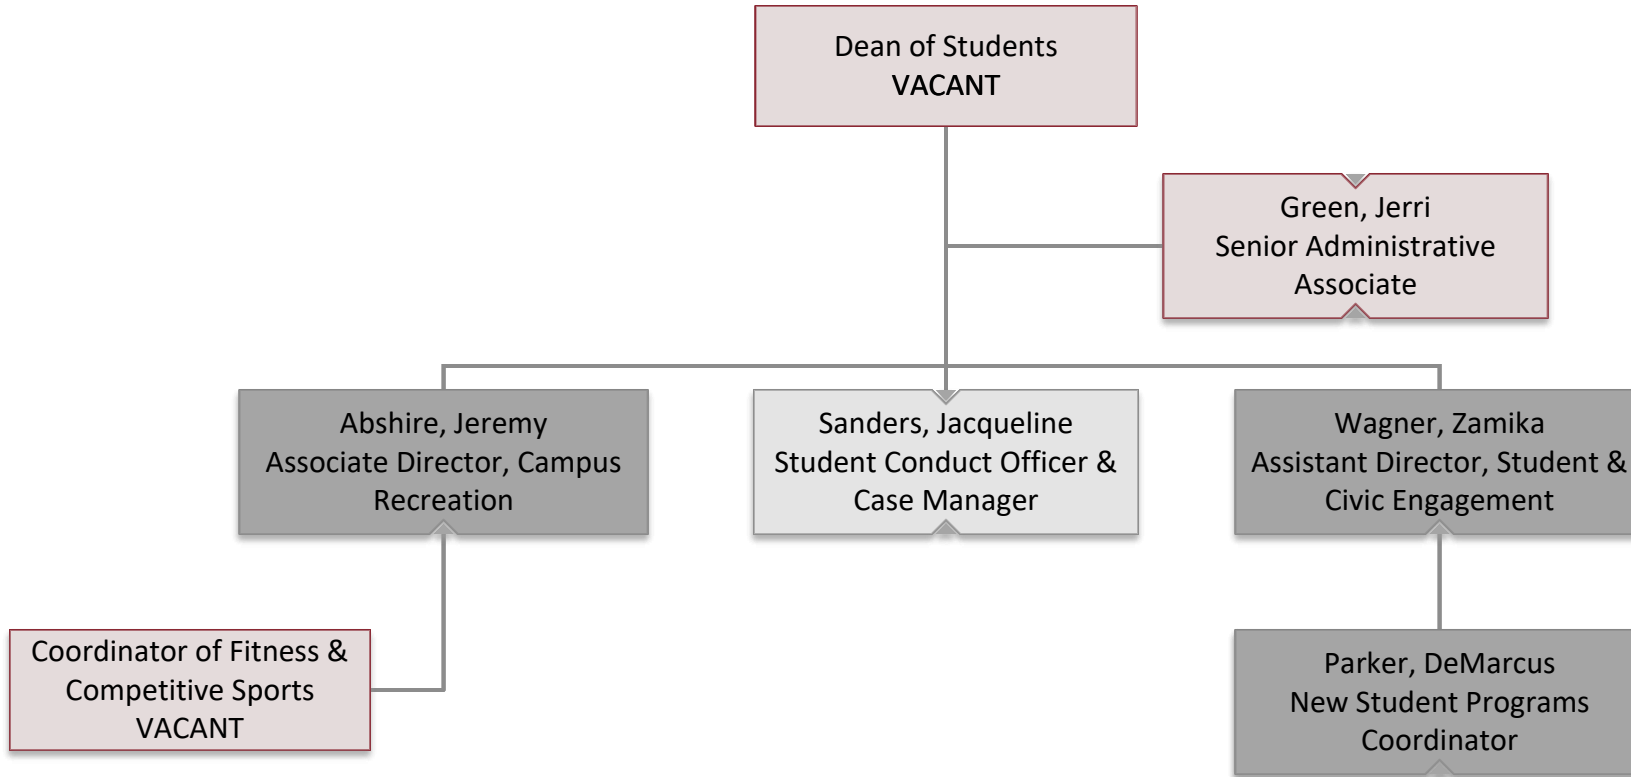 Dean of Students
VACANT
Green, Jerri
Senior Administrative
Associate
Abshire, Jeremy
Associate Director, Campus
Recreation
Sanders, Jacqueline
Student Conduct Officer &
Case Manager
Wagner, Zamika
Assistant Director, Student &
Civic Engagement
Coordinator of Fitness &
Competitive Sports
VACANT
Parker, DeMarcus
New Student Programs
Coordinator